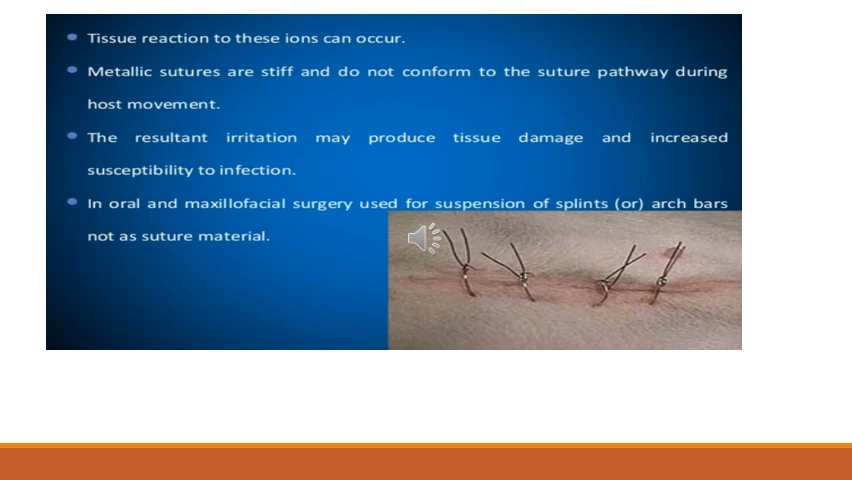 Tissue reaction to these ions can occur.
Metallic sutures are stiff and do not conform to the suture pathway during
host movement.
The resultant irritation may produce tissue damage and increased
susceptibility to infection.
In oral and maxillofacial surgery used for suspension of splints (or) arch bars
not as suture material.